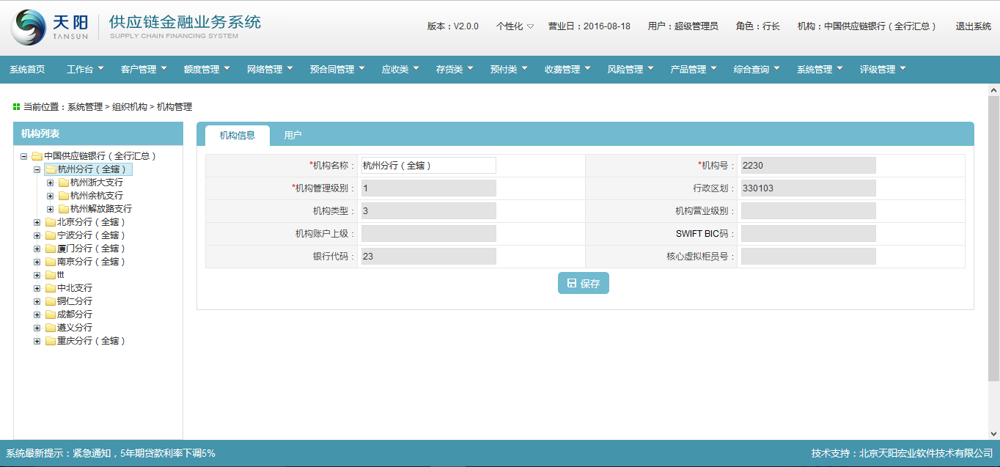 天阳
TANSUN
供应链金融业务系统
SUPPLY CHAIN FINANCING SYSTEM
版本：V2.0.0 个性化 营业日：2016-08-18 用户：超级管理员 角色：行长 机构：中国供应链银行（全行汇总） 退出系统
系统首页 工作台 客户管理 额度管理 网络管理 预合同管理 应收类 存货类 预付类 收费管理 风险管理 产品管理 综合查询 系统管理 评级管理
当前位置：系统管理 > 组织机构 > 机构管理
机构列表
中国供应链银行（全行汇总）
杭州分行（全辖）
杭州浙大支行
杭州余杭支行
杭州解放路支行
北京分行（全辖）
宁波分行（全辖）
厦门分行（全辖）
南京分行（全辖）
ttt
中北支行
铜仁分行
成都分行
遵义分行
重庆分行（全辖）
机构信息 用户
*机构名称： 杭州分行（全辖） *机构号： 2230
*机构管理级别： 1 行政区划： 330103
机构类型： 3 机构营业级别：
机构账户上级： SWIFT BIC码：
银行代码： 23 核心虚拟柜员号：
保存
系统最新提示：紧急通知，5年期贷款利率下调5% 技术支持：北京天阳宏业软件技术有限公司